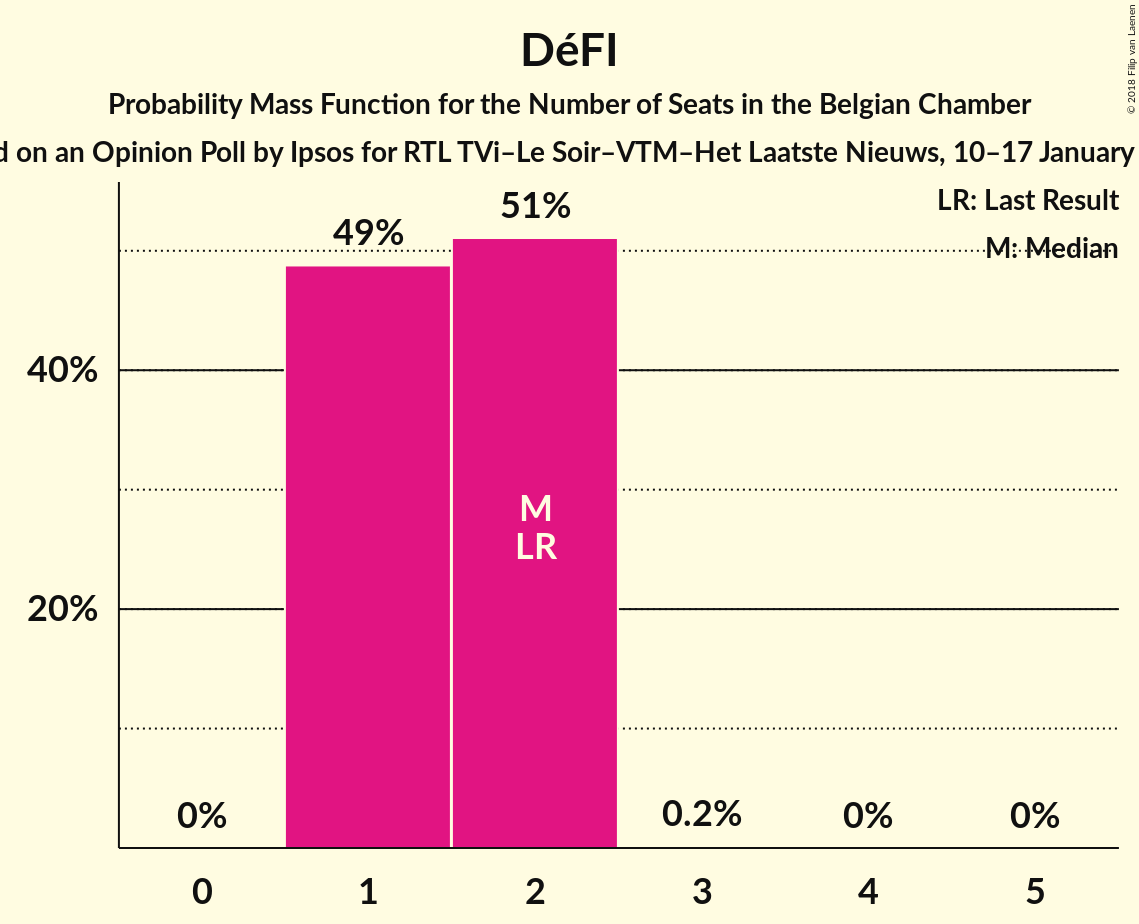 © 2018 Filip van Laenen
DéFI
Probability Mass Function for the Number of Seats in the Belgian Chamber
on an Opinion Poll by Ipsos for RTL TVi–Le Soir–VTM–Het Laatste Nieuws, 10–17 January
LR: Last Result
M: Median
49%
51%
40%
20%
M
LR
0%
0.2%
0%
0%
0
1
2
3
4
5